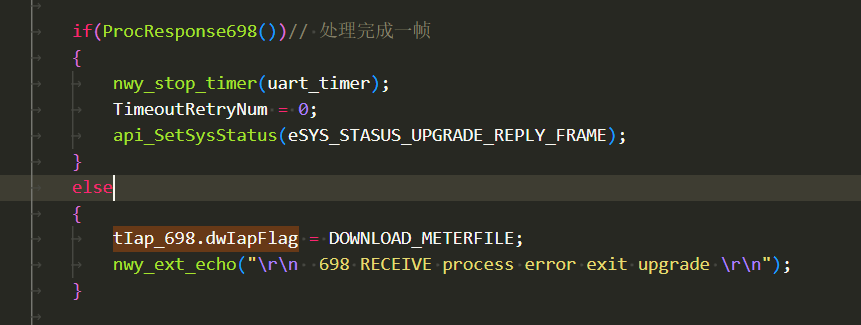 if(ProcResponse698())// 处理完成一帧
{
nwy_stop_timer(uart_timer);
TimeoutRetryNum = 0;
api_SetSysStatus(eSYS_STASUS_UPGRADE_REPLY_FRAME);
}
else
{
tIap_698.dwIapFlag = DOWNLOAD_METERFILE;
nwy_ext_echo("\r\n  698 RECEIVE process error exit upgrade \r\n");
}